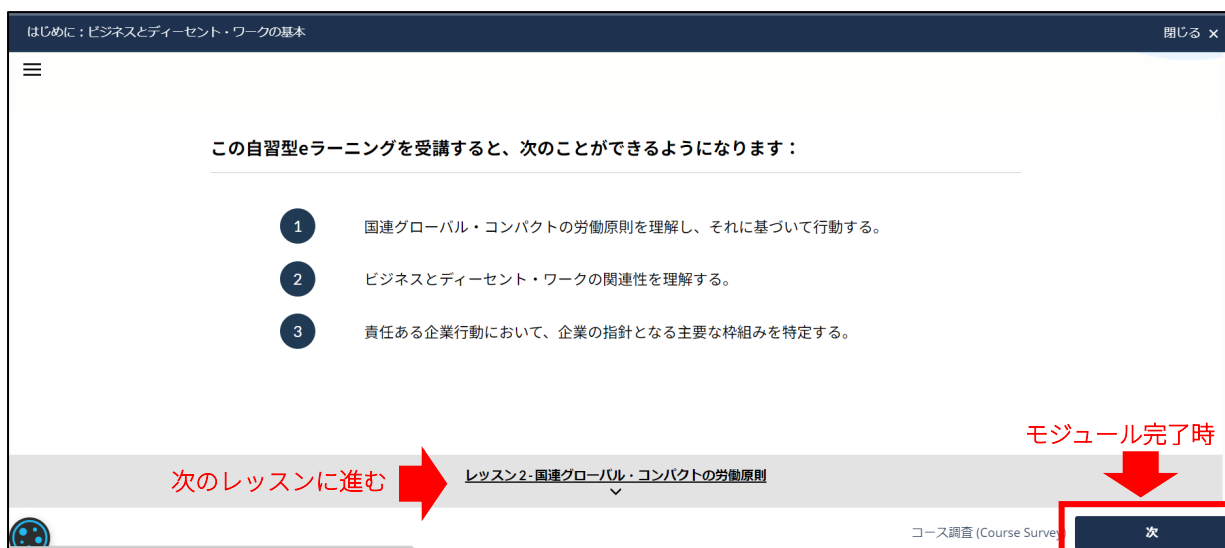 はじめに：ビジネスとディーセント・ワークの基本
閉じる ×
この自習型eラーニングを受講すると、次のことができるようになります：
1 国連グローバル・コンパクトの労働原則を理解し、それに基づいて行動する。
2 ビジネスとディーセント・ワークの関連性を理解する。
3 責任ある企業行動において、企業の指針となる主要な枠組みを特定する。
モジュール完了時
次のレッスンに進む
レッスン 2 - 国連グローバル・コンパクトの労働原則
コース調査 (Course Survey)
次